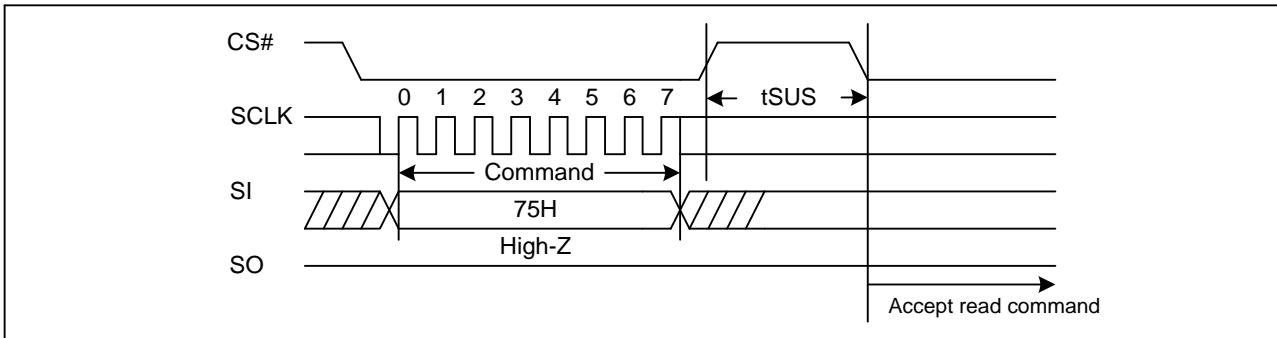 CS#
tSUS
0 1 2 3 4 5 6 7
SCLK
Command
SI
75H
High-Z
SO
Accept read command